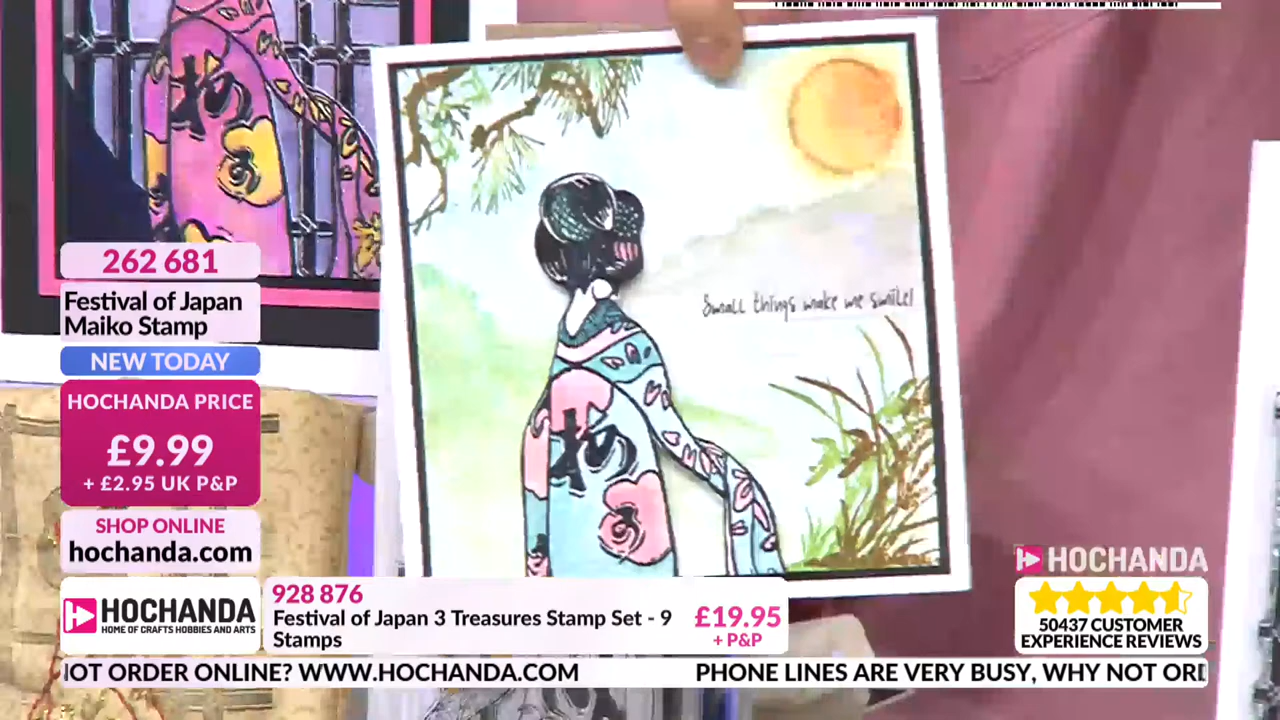 Small things make me smile!
262 681
Festival of Japan
Maiko Stamp
NEW TODAY
HOCHANDA PRICE
£9.99
+ £2.95 UK P&P
SHOP ONLINE
hochanda.com
HOCHANDA
HOME OF CRAFTS HOBBIES AND ARTS
928 876
Festival of Japan 3 Treasures Stamp Set - 9
Stamps
£19.95
+ P&P
HOCHANDA
50437 CUSTOMER
EXPERIENCE REVIEWS
IOT ORDER ONLINE? WWW.HOCHANDA.COM PHONE LINES ARE VERY BUSY, WHY NOT ORD